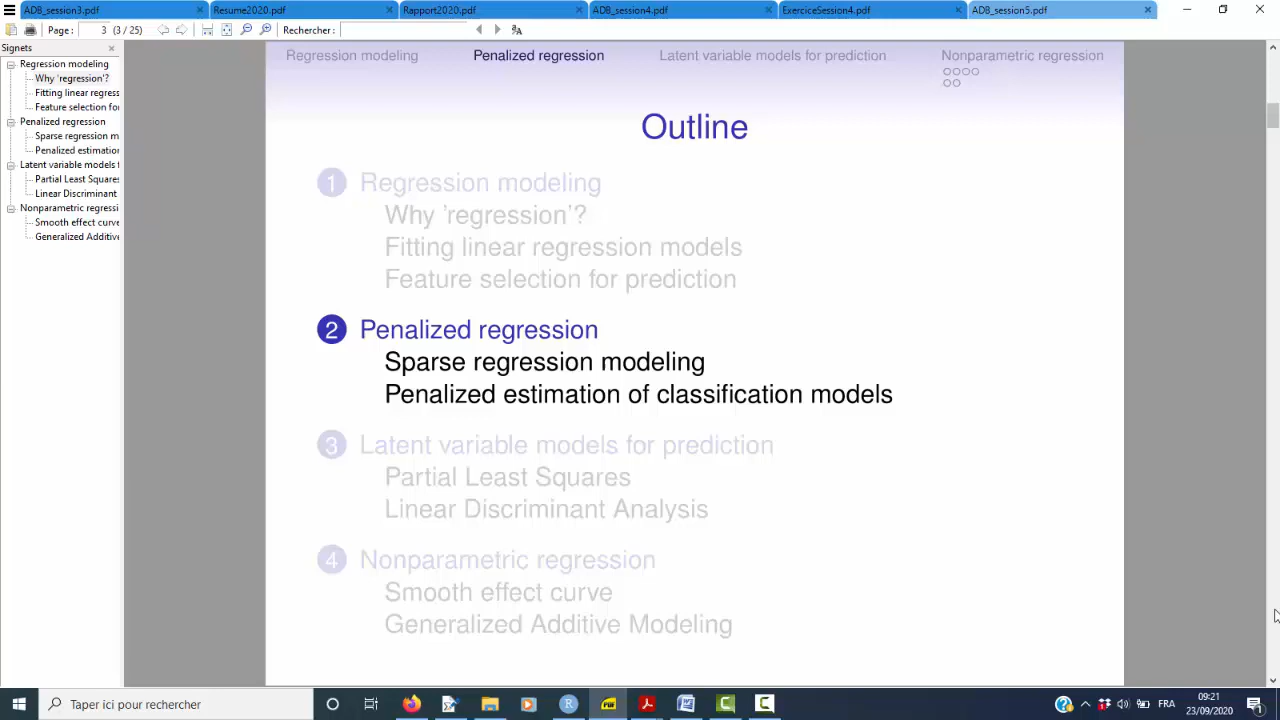 ADB_session3.pdf
Resume2020.pdf
Rapport2020.pdf
ADB_session4.pdf
ExerciceSession4.pdf
ADB_session5.pdf
Page: 3 (3 / 25)
Rechercher:
Signets
Regression modeling
Why 'regression'?
Fitting linear regress
Feature selection fo
Penalized regression
Sparse regression m
Penalized estimation
Latent variable models f
Partial Least Squares
Linear Discriminant
Nonparametric regressi
Smooth effect curve
Generalized Additive
Regression modeling
Penalized regression
Latent variable models for prediction
Nonparametric regression
Outline
1 Regression modeling
Why 'regression'?
Fitting linear regression models
Feature selection for prediction
2 Penalized regression
Sparse regression modeling
Penalized estimation of classification models
3 Latent variable models for prediction
Partial Least Squares
Linear Discriminant Analysis
4 Nonparametric regression
Smooth effect curve
Generalized Additive Modeling
Taper ici pour rechercher
PDF
FRA
09:21
23/09/2020